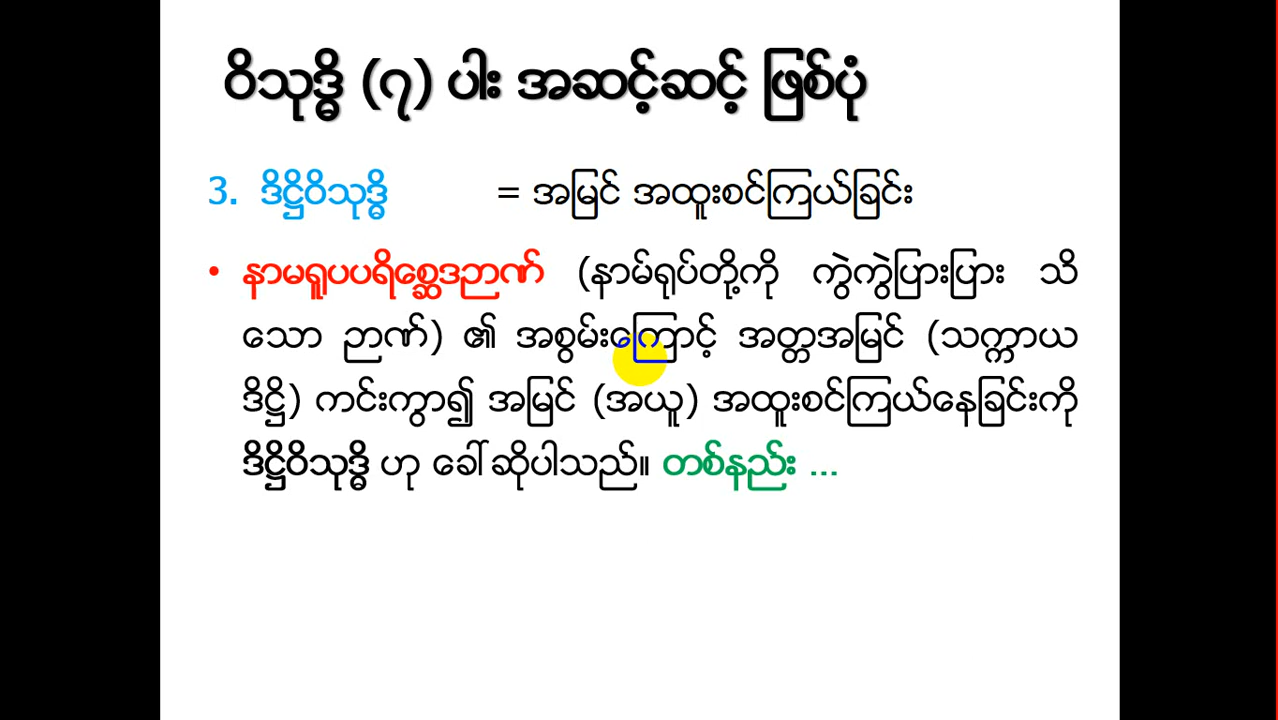 ဝိသုဒ္ဓိ (၇) ပါး အဆင့်ဆင့် ဖြစ်ပုံ
3. ဒိဋ္ဌိဝိသုဒ္ဓိ = အမြင် အထူးစင်ကြယ်ခြင်း
• နာမရူပပရိစ္ဆေဒဉာဏ် (နာမ်ရုပ်တို့ကို ကွဲကွဲပြားပြား သိ
သော ဉာဏ်) ၏ အစွမ်းကြောင့် အတ္တအမြင် (သက္ကာယ
ဒိဋ္ဌိ) ကင်းကွာ၍ အမြင် (အယူ) အထူးစင်ကြယ်နေခြင်းကို
ဒိဋ္ဌိဝိသုဒ္ဓိ ဟု ခေါ်ဆိုပါသည်။ တစ်နည်း ...